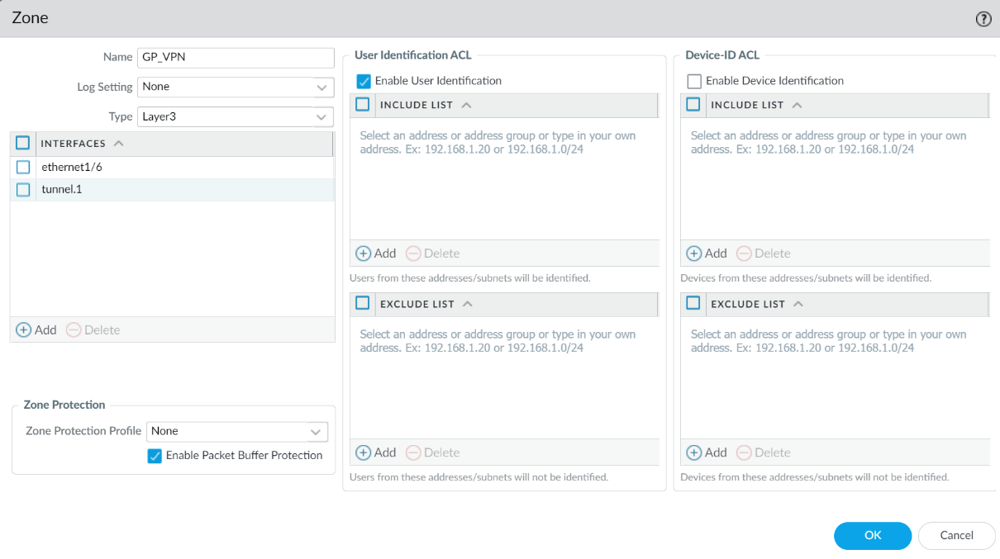 Zone
?
Name GP_VPN
Log Setting None
Type Layer3
INTERFACES
ethernet1/6
tunnel.1
Add Delete
Zone Protection
Zone Protection Profile None
Enable Packet Buffer Protection
User Identification ACL
Enable User Identification
INCLUDE LIST
Select an address or address group or type in your own
address. Ex: 192.168.1.20 or 192.168.1.0/24
Add Delete
Users from these addresses/subnets will be identified.
EXCLUDE LIST
Select an address or address group or type in your own
address. Ex: 192.168.1.20 or 192.168.1.0/24
Add Delete
Users from these addresses/subnets will not be identified.
Device-ID ACL
Enable Device Identification
INCLUDE LIST
Select an address or address group or type in your own
address. Ex: 192.168.1.20 or 192.168.1.0/24
Add Delete
Devices from these addresses/subnets will be identified.
EXCLUDE LIST
Select an address or address group or type in your own
address. Ex: 192.168.1.20 or 192.168.1.0/24
Add Delete
Devices from these addresses/subnets will not be identified.
OK Cancel